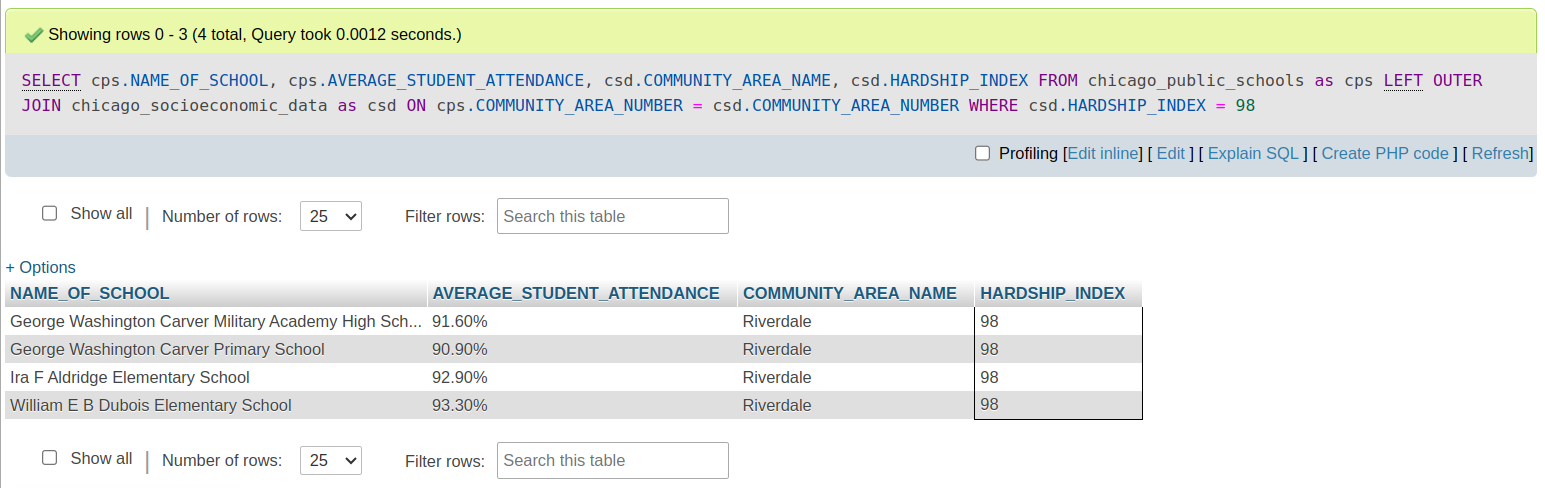 Showing rows 0 - 3 (4 total, Query took 0.0012 seconds.)
SELECT cps.NAME_OF_SCHOOL, cps.AVERAGE_STUDENT_ATTENDANCE, csd.COMMUNITY_AREA_NAME, csd.HARDSHIP_INDEX FROM chicago_public_schools as cps LEFT OUTER
JOIN chicago_socioeconomic_data as csd ON cps.COMMUNITY_AREA_NUMBER = csd.COMMUNITY_AREA_NUMBER WHERE csd.HARDSHIP_INDEX = 98
Profiling [Edit inline] [ Edit ] [ Explain SQL ] [ Create PHP code ] [ Refresh]
Show all | Number of rows: 25 Filter rows: Search this table
+ Options
NAME_OF_SCHOOL AVERAGE_STUDENT_ATTENDANCE COMMUNITY_AREA_NAME HARDSHIP_INDEX
George Washington Carver Military Academy High Sch... 91.60% Riverdale 98
George Washington Carver Primary School 90.90% Riverdale 98
Ira F Aldridge Elementary School 92.90% Riverdale 98
William E B Dubois Elementary School 93.30% Riverdale 98
Show all | Number of rows: 25 Filter rows: Search this table